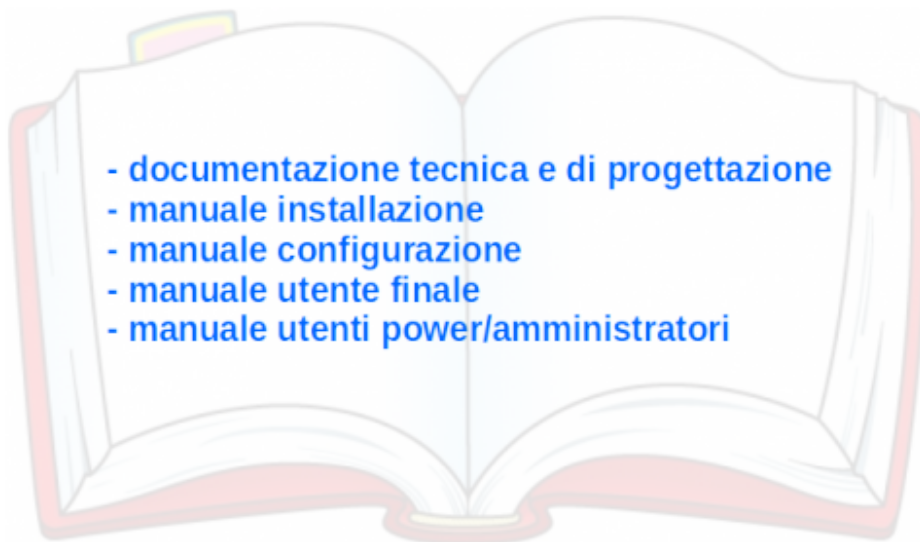 - documentazione tecnica e di progettazione
- manuale installazione
- manuale configurazione
- manuale utente finale
- manuale utenti power/amministratori